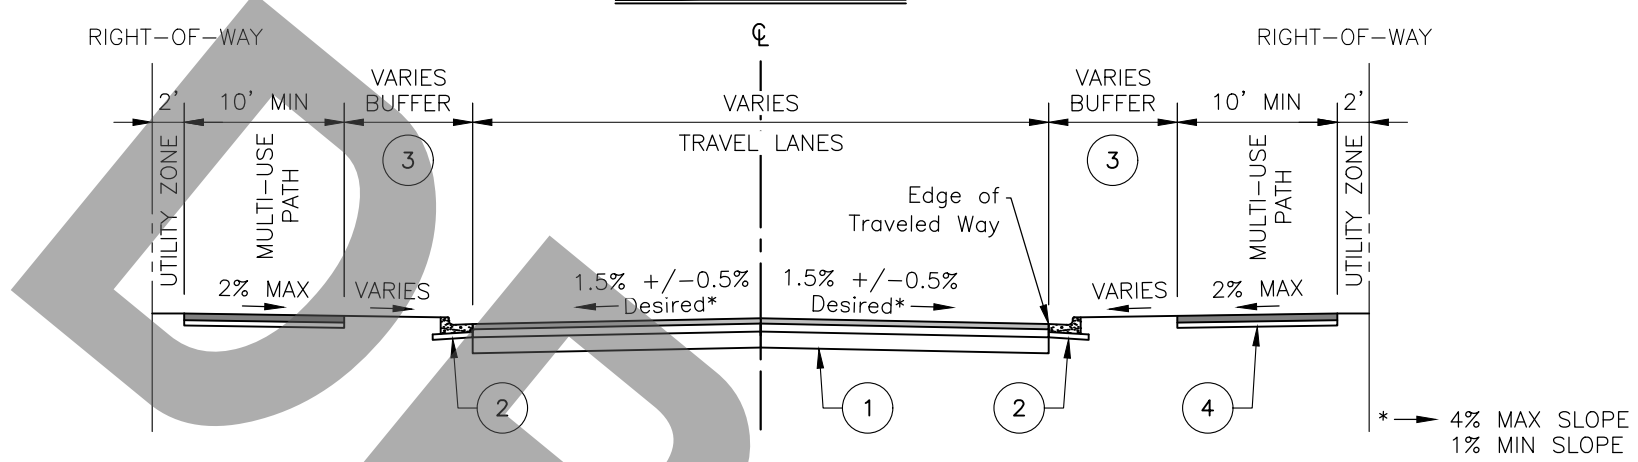 RIGHT-OF-WAY
℄
RIGHT-OF-WAY
2'
10' MIN
VARIES
BUFFER
VARIES
VARIES
BUFFER
10' MIN
2'
TRAVEL LANES
3
3
UTILITY ZONE
MULTI-USE
PATH
Edge of
Traveled Way
MULTI-USE
PATH
UTILITY ZONE
2% MAX
VARIES
1.5% +/-0.5%
Desired*
1.5% +/-0.5%
Desired*
VARIES
2% MAX
2
1
2
4
* 4% MAX SLOPE
1% MIN SLOPE